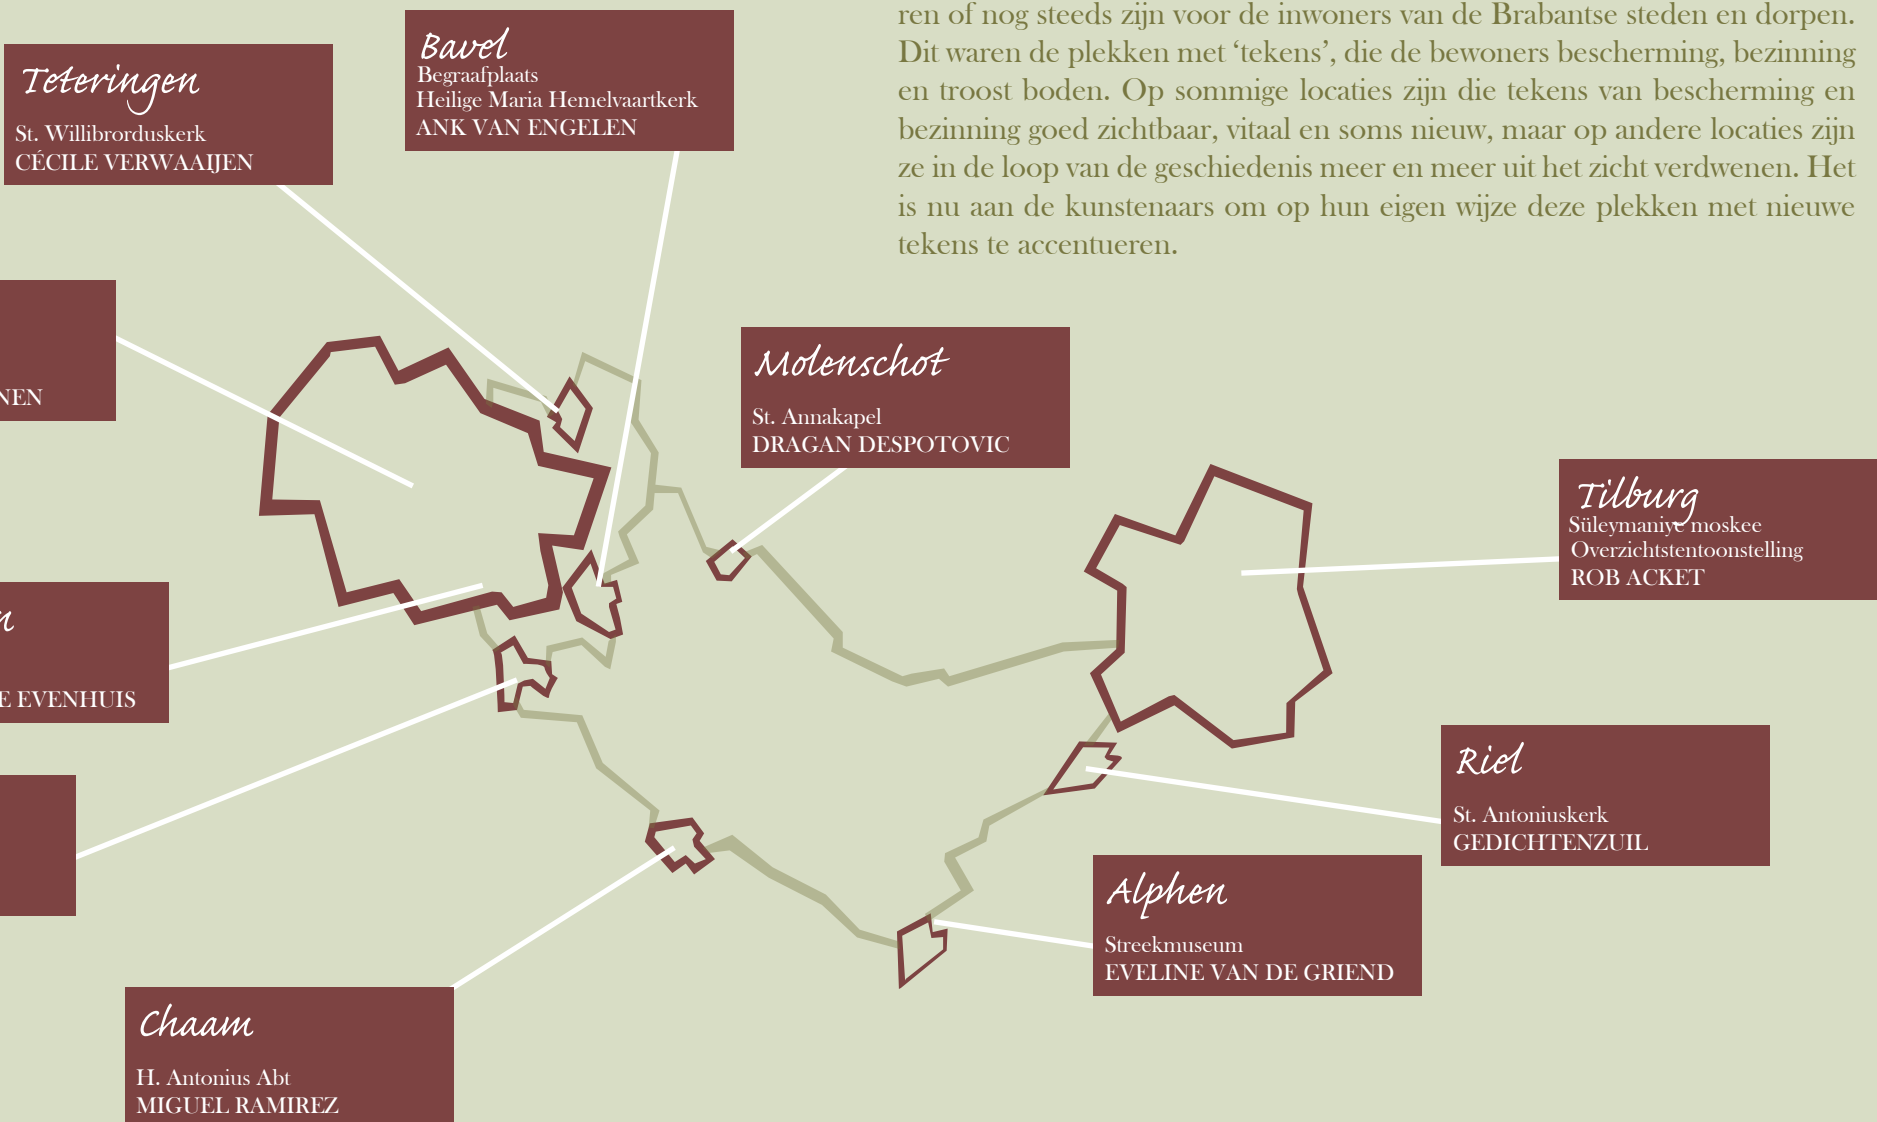 ren of nog steeds zijn voor de inwoners van de Brabantse steden en dorpen.
Dit waren de plekken met ‘tekens’, die de bewoners bescherming, bezinning
en troost boden. Op sommige locaties zijn die tekens van bescherming en
bezinning goed zichtbaar, vitaal en soms nieuw, maar op andere locaties zijn
ze in de loop van de geschiedenis meer en meer uit het zicht verdwenen. Het
is nu aan de kunstenaars om op hun eigen wijze deze plekken met nieuwe
tekens te accentueren.
Teteringen
St. Willibrorduskerk
CÉCILE VERWAAIJEN
Bavel
Begraafplaats
Heilige Maria Hemelvaartkerk
ANK VAN ENGELEN
NEN
Molenschot
St. Annakapel
DRAGAN DESPOTOVIC
Tilburg
Süleymaniye moskee
Overzichtstentoonstelling
ROB ACKET
n
E EVENHUIS
Riel
St. Antoniuskerk
GEDICHTENZUIL
Alphen
Streekmuseum
EVELINE VAN DE GRIEND
Chaam
H. Antonius Abt
MIGUEL RAMIREZ